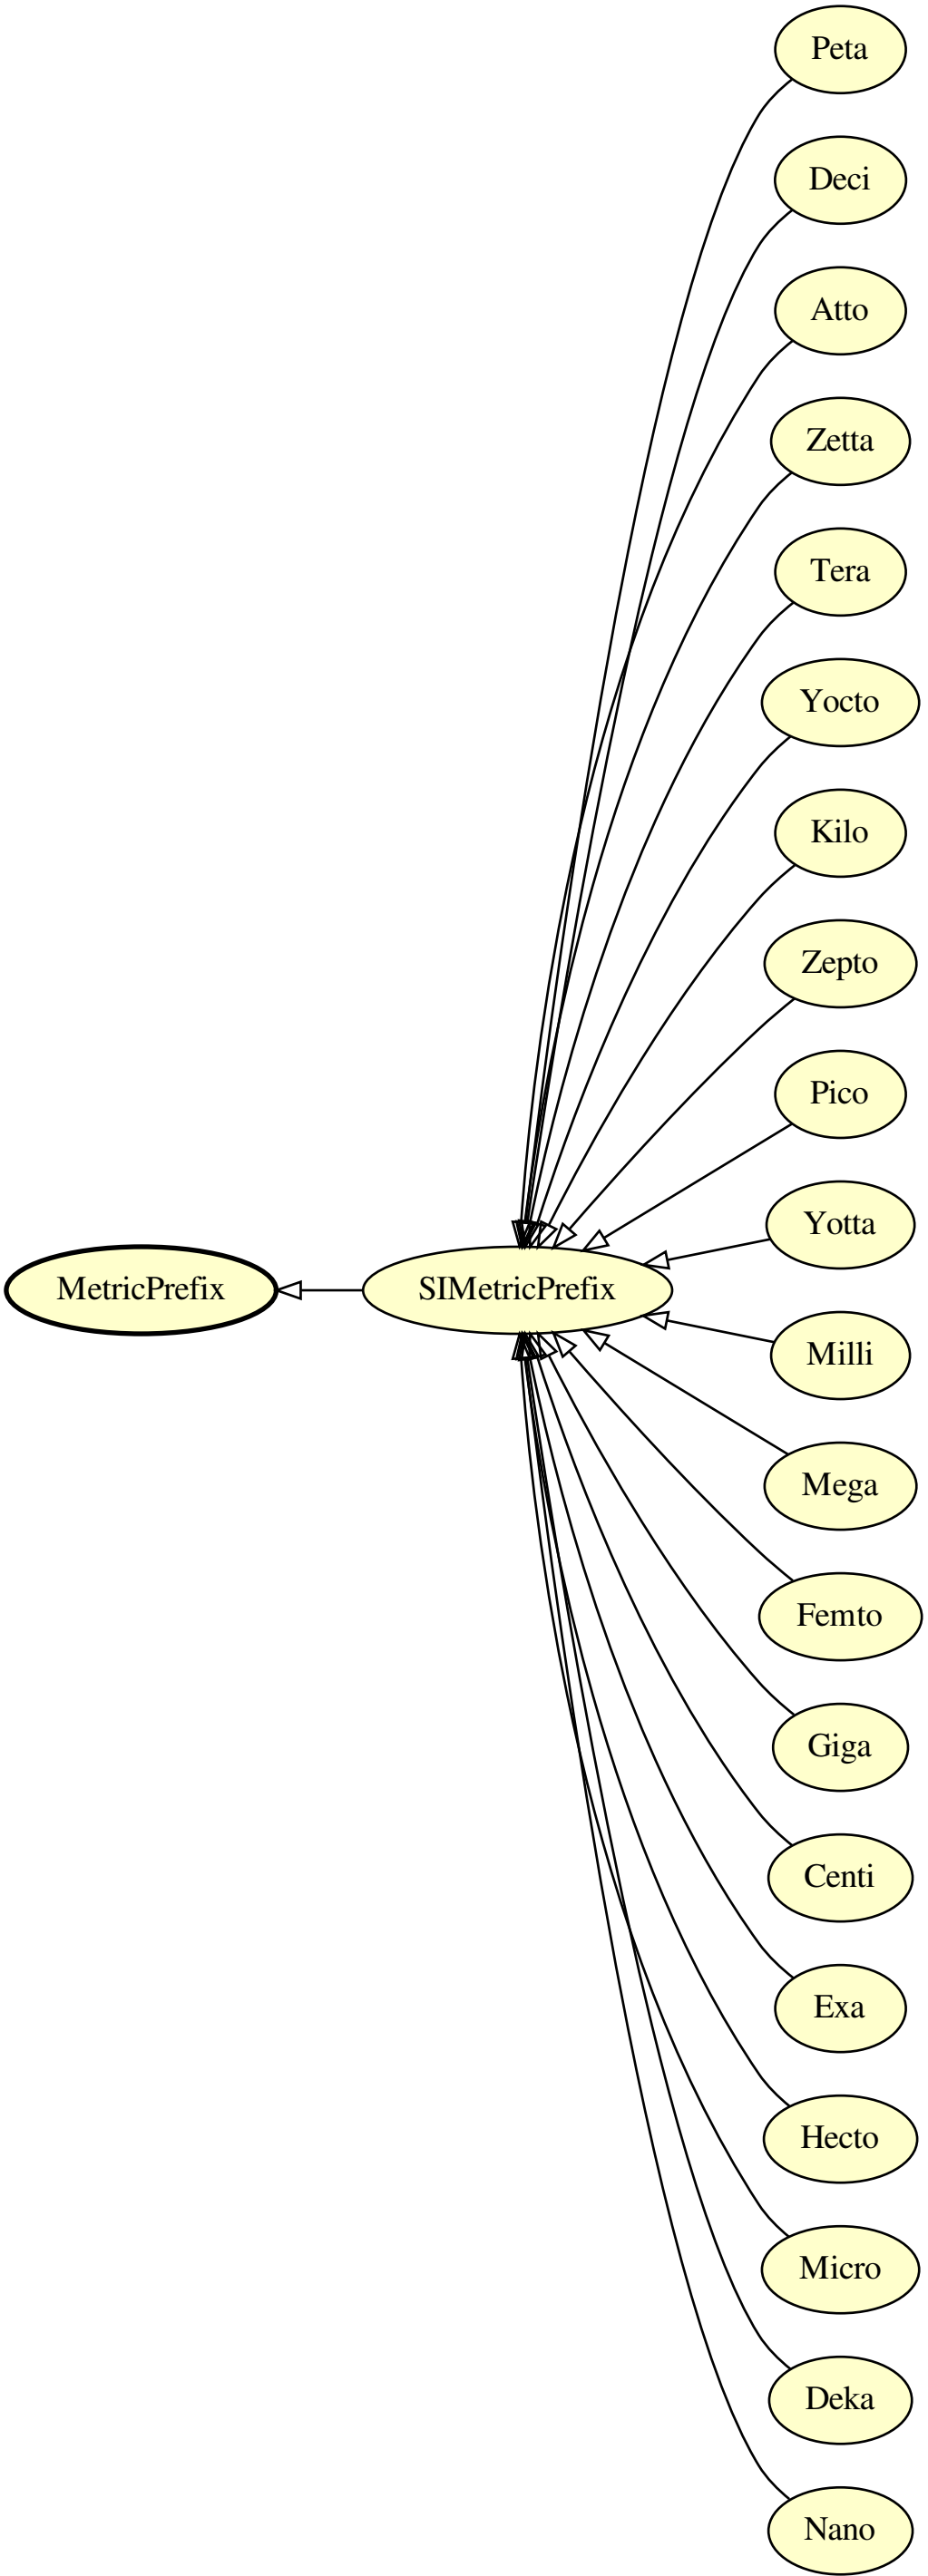 Peta
Deci
Atto
Zetta
Tera
Yocto
Kilo
Zepto
Pico
Yotta
MetricPrefix
SIMetricPrefix
Milli
Mega
Femto
Giga
Centi
Exa
Hecto
Micro
Deka
Nano